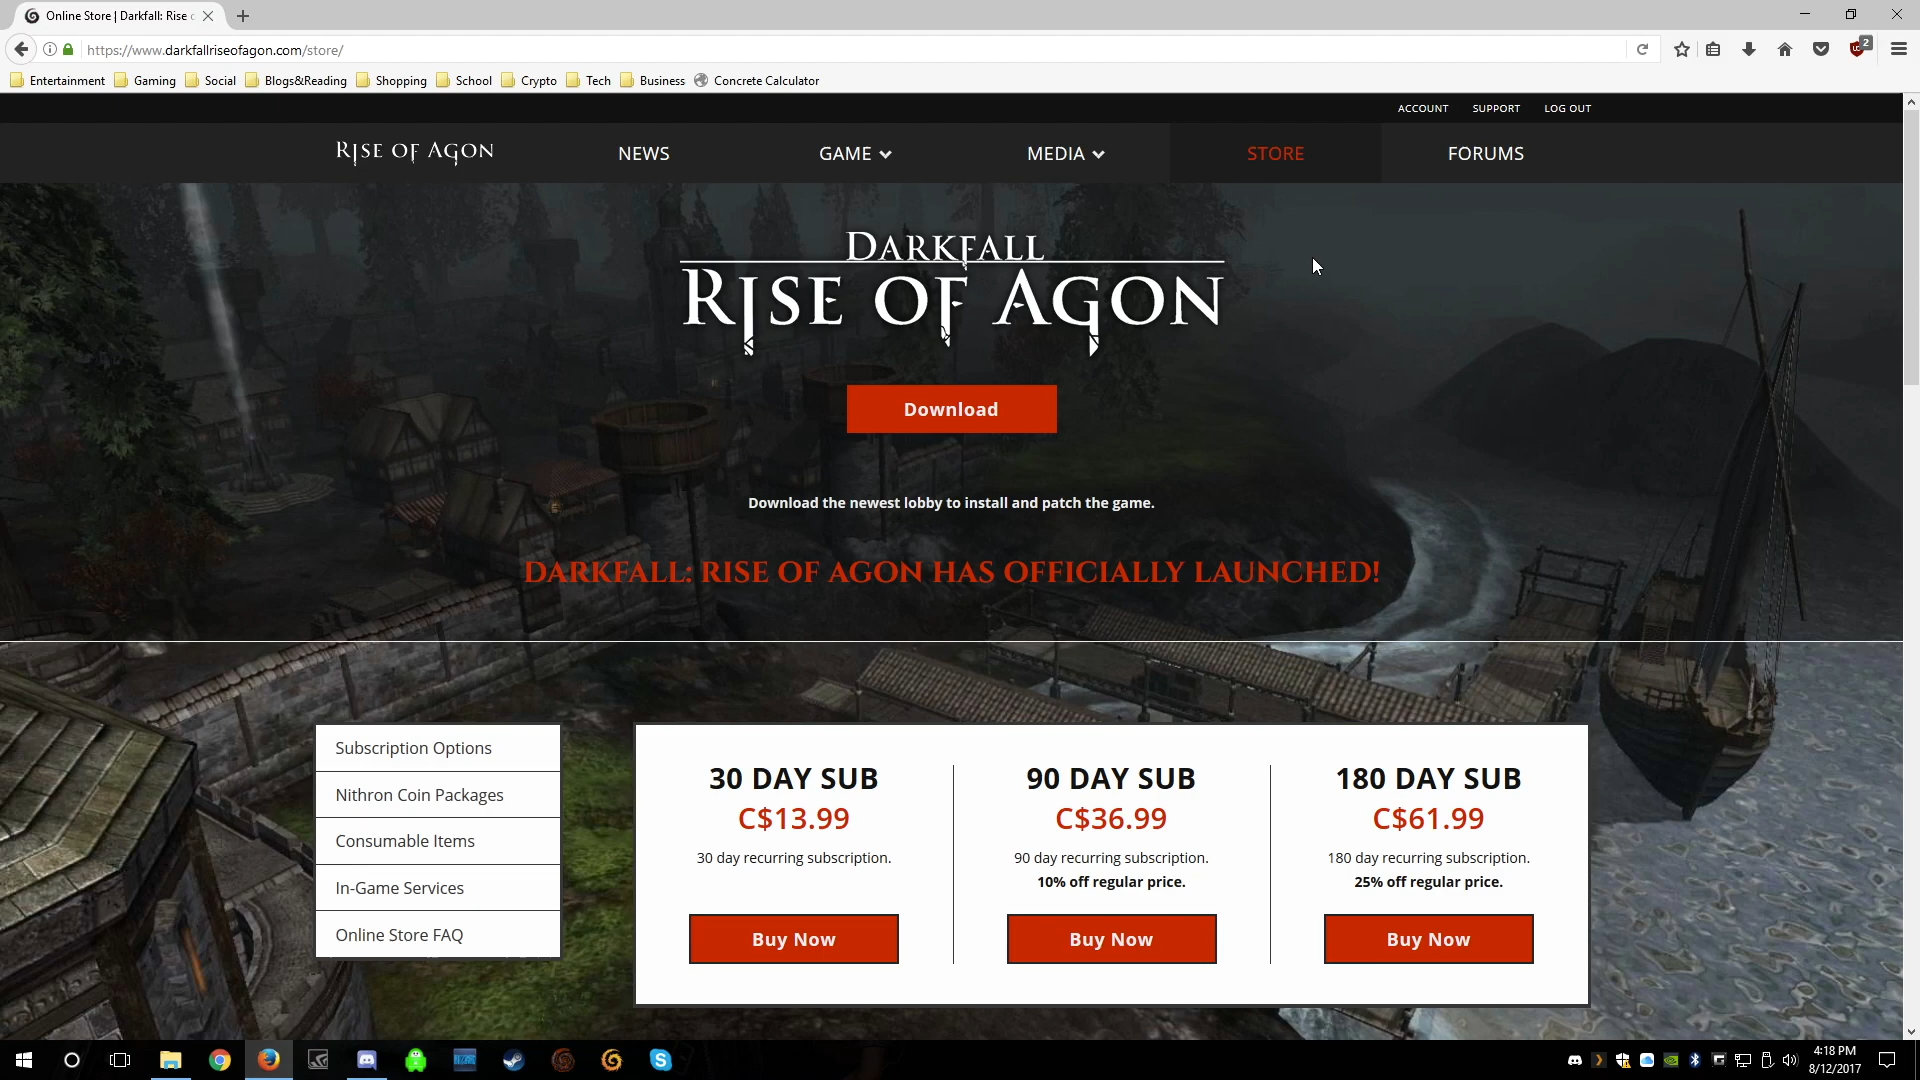 Online Store | Darkfall: Rise
https://www.darkfallriseofagon.com/store/
2
Entertainment Gaming Social Blogs&Reading Shopping School Crypto Tech Business Concrete Calculator
ACCOUNT SUPPORT LOG OUT
RISE OF AGON NEWS GAME MEDIA STORE FORUMS
DARKFALL
RISE OF AGON
Download
Download the newest lobby to install and patch the game.
DARKFALL: RISE OF AGON HAS OFFICIALLY LAUNCHED!
Subscription Options
Nithron Coin Packages
Consumable Items
In-Game Services
Online Store FAQ
30 DAY SUB
C$13.99
30 day recurring subscription.
Buy Now
90 DAY SUB
C$36.99
90 day recurring subscription.
10% off regular price.
Buy Now
180 DAY SUB
C$61.99
180 day recurring subscription.
25% off regular price.
Buy Now
4:18 PM
8/12/2017